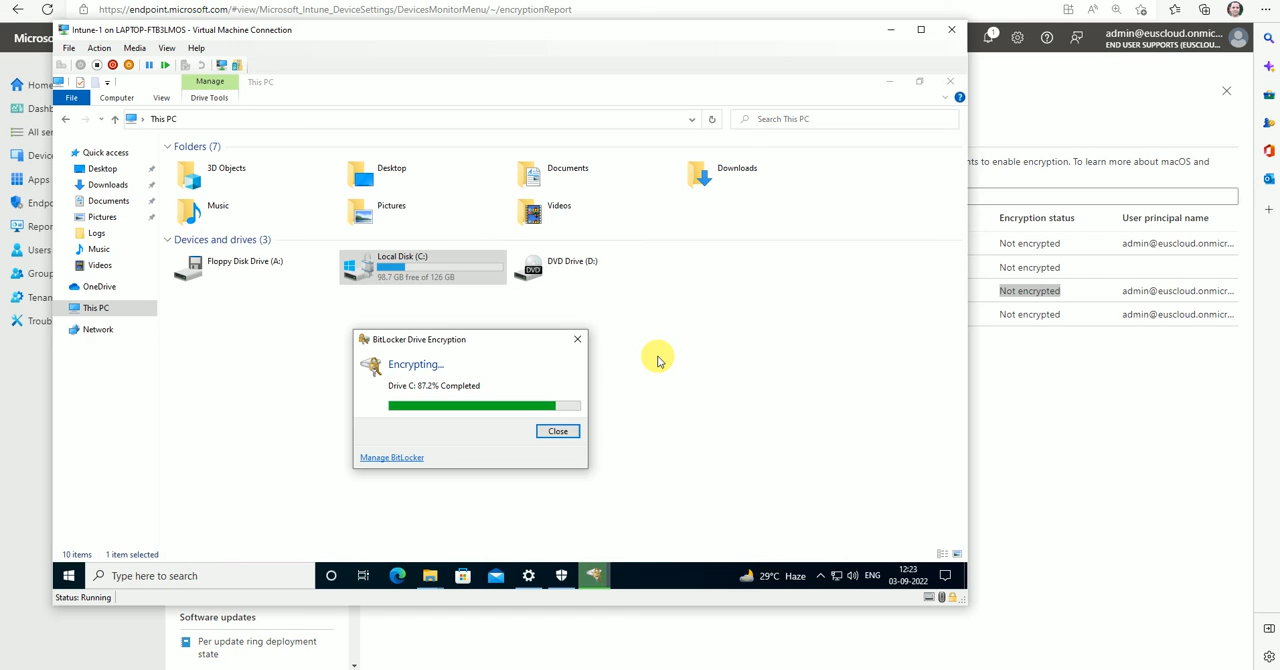 https://endpoint.microsoft.com/#view/Microsoft_Intune_DeviceSettings/DevicesMonitorMenu/~/encryptionReport
Intune-1 on LAPTOP-FTB3LMOS - Virtual Machine Connection
admin@euscloud.onmic...
END USER SUPPORTS (EUSCLOUD....
1
File Action Media View Help
Manage This PC
File Computer View Drive Tools
This PC
Search This PC
Folders (7)
3D Objects
Desktop
Documents
Downloads
Music
Pictures
Videos
Devices and drives (3)
Floppy Disk Drive (A:)
Local Disk (C:)
98.7 GB free of 126 GB
DVD
DVD Drive (D:)
Quick access
Desktop
Downloads
Documents
Pictures
Logs
Music
Videos
OneDrive
This PC
Network
BitLocker Drive Encryption
Encrypting...
Drive C: 87.2% Completed
Close
Manage BitLocker
10 items 1 item selected
Type here to search
29°C Haze
ENG
12:23
03-09-2022
Status: Running
nts to enable encryption. To learn more about macOS and
Encryption status User principal name
Not encrypted admin@euscloud.onmicr...
Not encrypted
Not encrypted admin@euscloud.onmicr...
Not encrypted admin@euscloud.onmicr...
Micros
Home
Dashb
All ser
Device
Apps
Endpo
Repor
Users
Group
Tenan
Troub
Software updates
Per update ring deployment
state